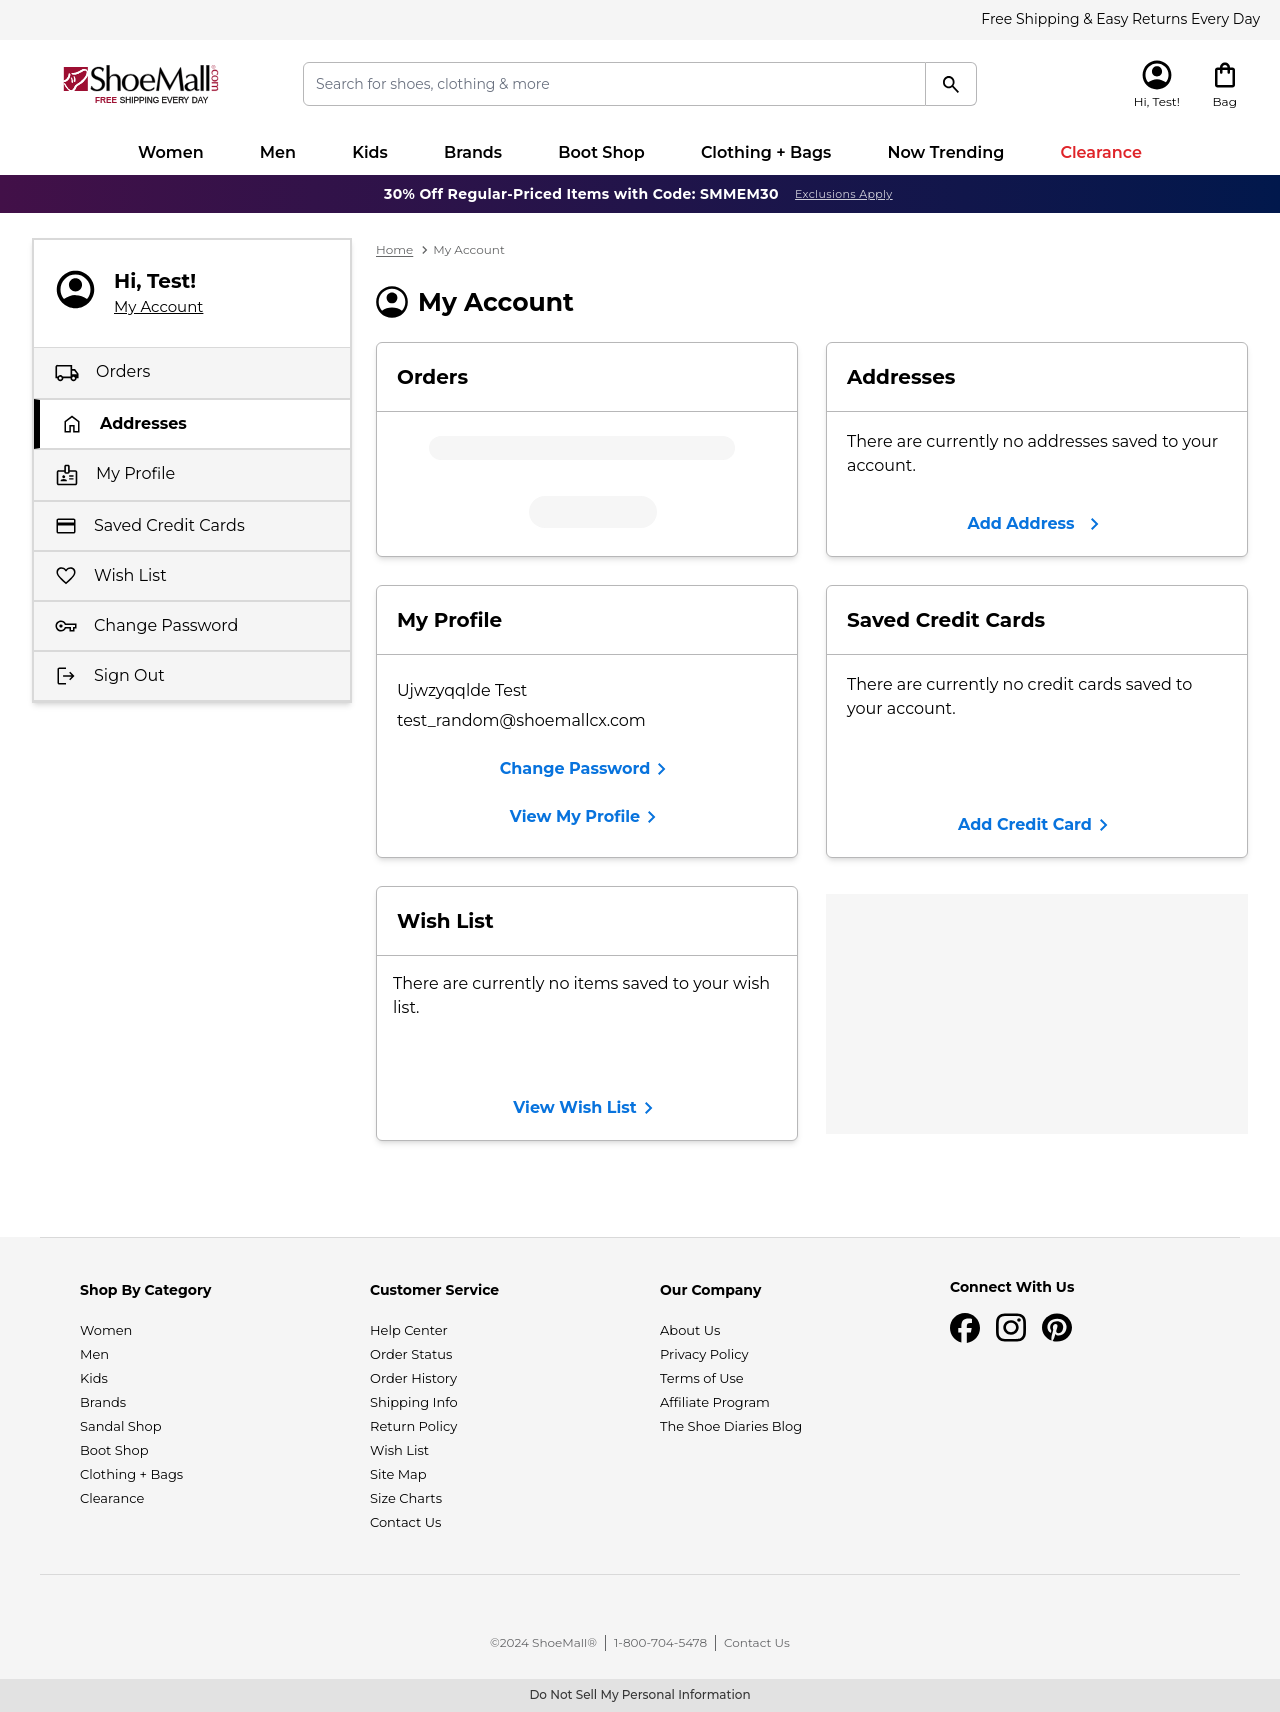 Free Shipping & Easy Returns Every Day
ShoeMall.com
FREE SHIPPING EVERY DAY
Search for shoes, clothing & more
Hi, Test!
Bag
Women
Men
Kids
Brands
Boot Shop
Clothing + Bags
Now Trending
Clearance
30% Off Regular-Priced Items with Code: SMMEM30
Exclusions Apply
Hi, Test!
My Account
Orders
Addresses
My Profile
Saved Credit Cards
Wish List
Change Password
Sign Out
Home
My Account
My Account
Orders
Addresses
There are currently no addresses saved to your
account.
Add Address
My Profile
Ujwzyqqlde Test
test_random@shoemallcx.com
Change Password
View My Profile
Saved Credit Cards
There are currently no credit cards saved to
your account.
Add Credit Card
Wish List
There are currently no items saved to your wish
list.
View Wish List
Shop By Category
Women
Men
Kids
Brands
Sandal Shop
Boot Shop
Clothing + Bags
Clearance
Customer Service
Help Center
Order Status
Order History
Shipping Info
Return Policy
Wish List
Site Map
Size Charts
Contact Us
Our Company
About Us
Privacy Policy
Terms of Use
Affiliate Program
The Shoe Diaries Blog
Connect With Us
©2024 ShoeMall®
1-800-704-5478
Contact Us
Do Not Sell My Personal Information